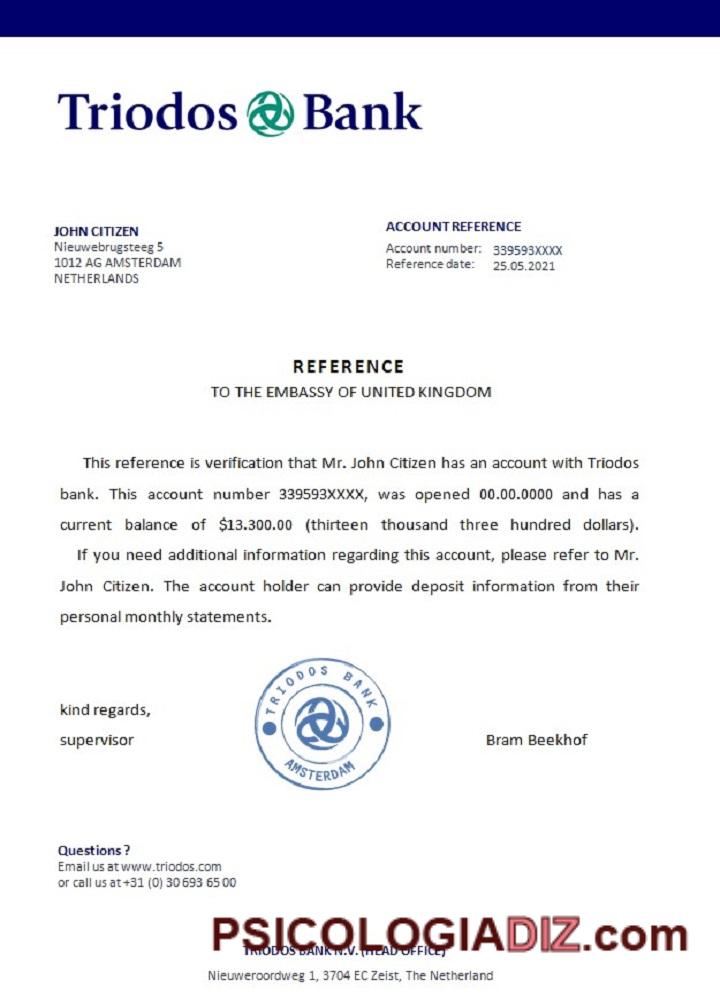 Triodos Bank
JOHN CITIZEN
Nieuwebrugsteeg 5
1012 AG AMSTERDAM
NETHERLANDS
ACCOUNT REFERENCE
Account number: 339593XXXX
Reference date: 25.05.2021
REFERENCE
TO THE EMBASSY OF UNITED KINGDOM
This reference is verification that Mr. John Citizen has an account with Triodos
bank. This account number 339593XXXX, was opened 00.00.0000 and has a
current balance of $13.300.00 (thirteen thousand three hundred dollars).
If you need additional information regarding this account, please refer to Mr.
John Citizen. The account holder can provide deposit information from their
personal monthly statements.
TRIODOS BANK
AMSTERDAM
kind regards,
supervisor
Bram Beekhof
Questions ?
Email us at www.triodos.com
or call us at +31 (0) 30 693 65 00
PSICOLOGIADIZ.com
TRIODOS BANK N.V. (HEAD OFFICE)
Nieuweroordweg 1, 3704 EC Zeist, The Netherland